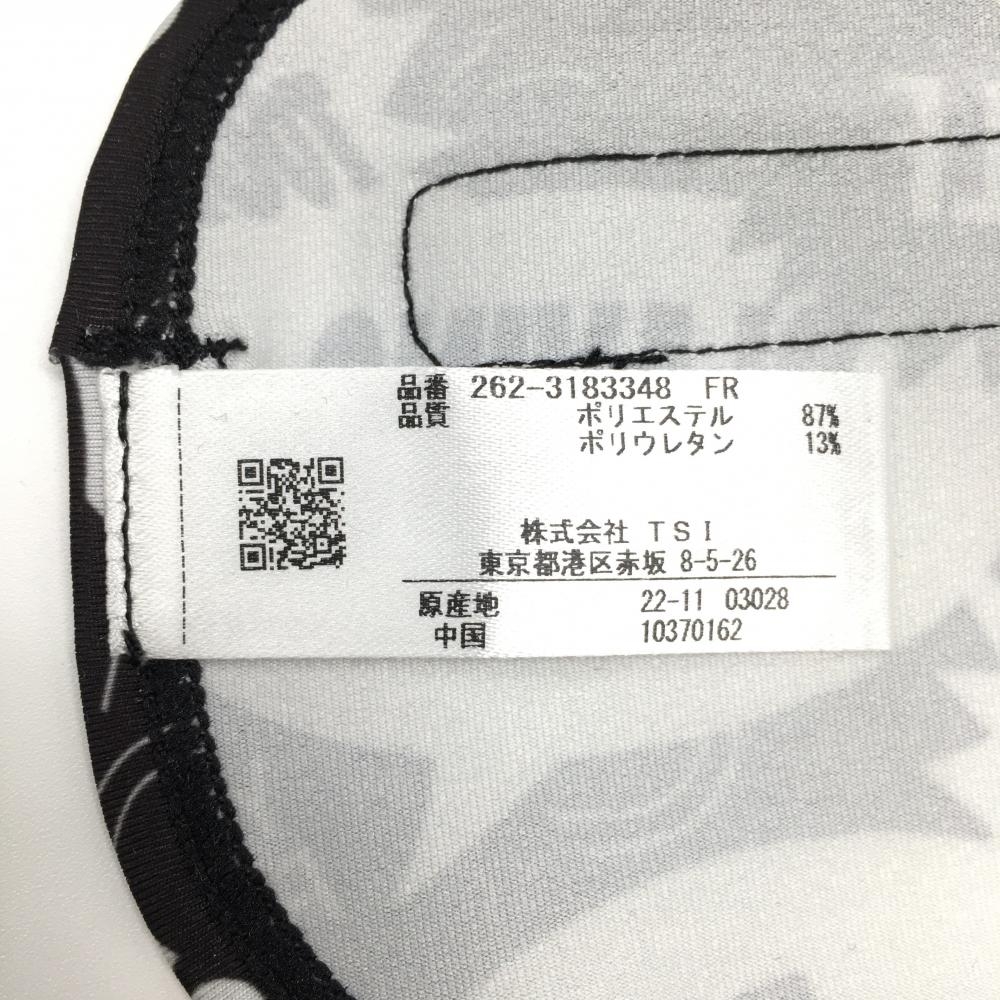 品番 262-3183348 FR
品質 ポリエステル 87%
ポリウレタン 13%
株式会社 TSI
東京都港区赤坂 8-5-26
原産地 22-11 03028
中国 10370162